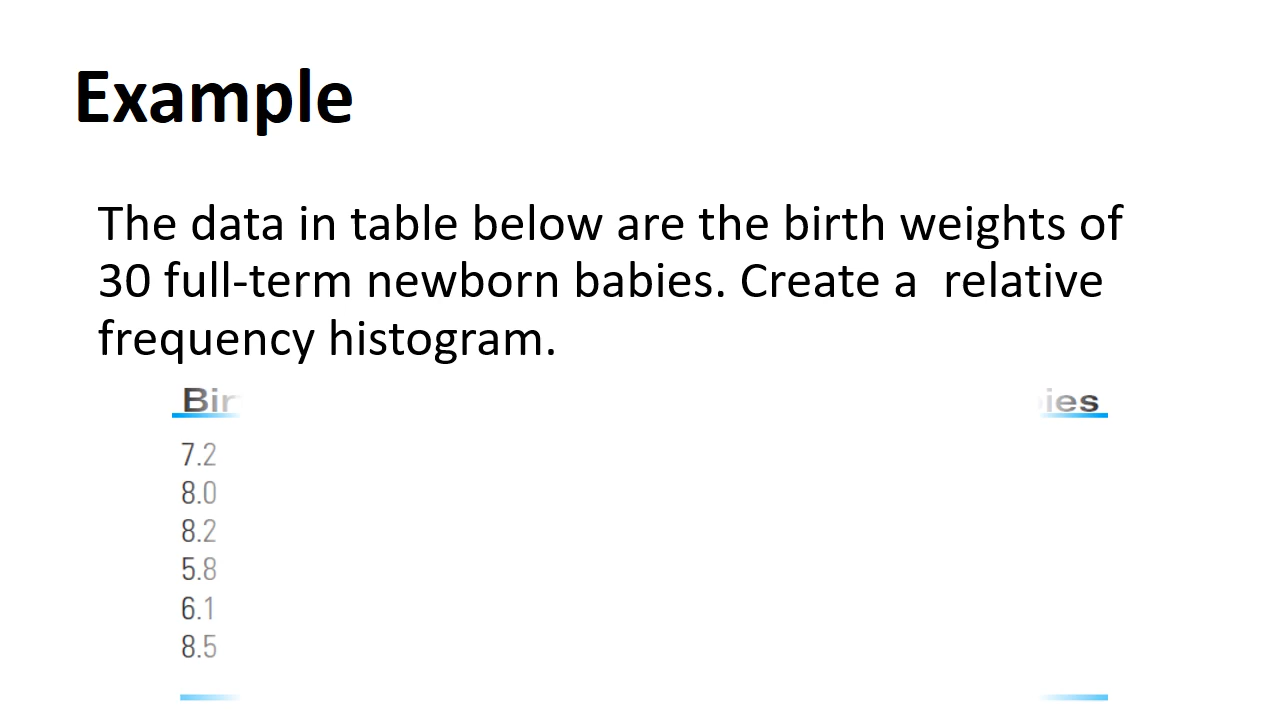 Example
The data in table below are the birth weights of
30 full-term newborn babies. Create a relative
frequency histogram.
7.2
8.0
8.2
5.8
6.1
8.5